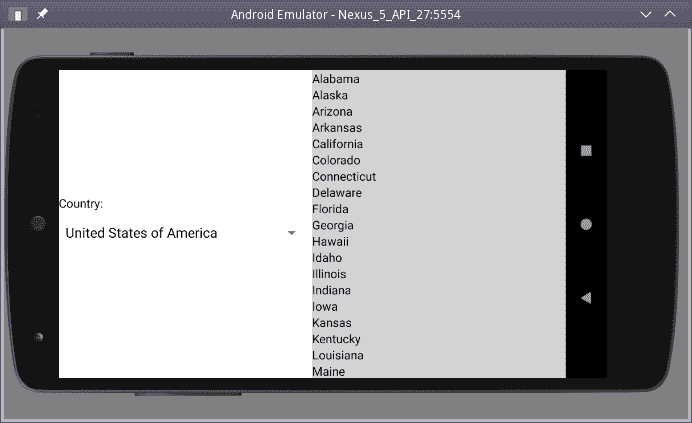 Android Emulator - Nexus_5_API_27:5554
Country:
United States of America
Alabama
Alaska
Arizona
Arkansas
California
Colorado
Connecticut
Delaware
Florida
Georgia
Hawaii
Idaho
Illinois
Indiana
Iowa
Kansas
Kentucky
Louisiana
Maine